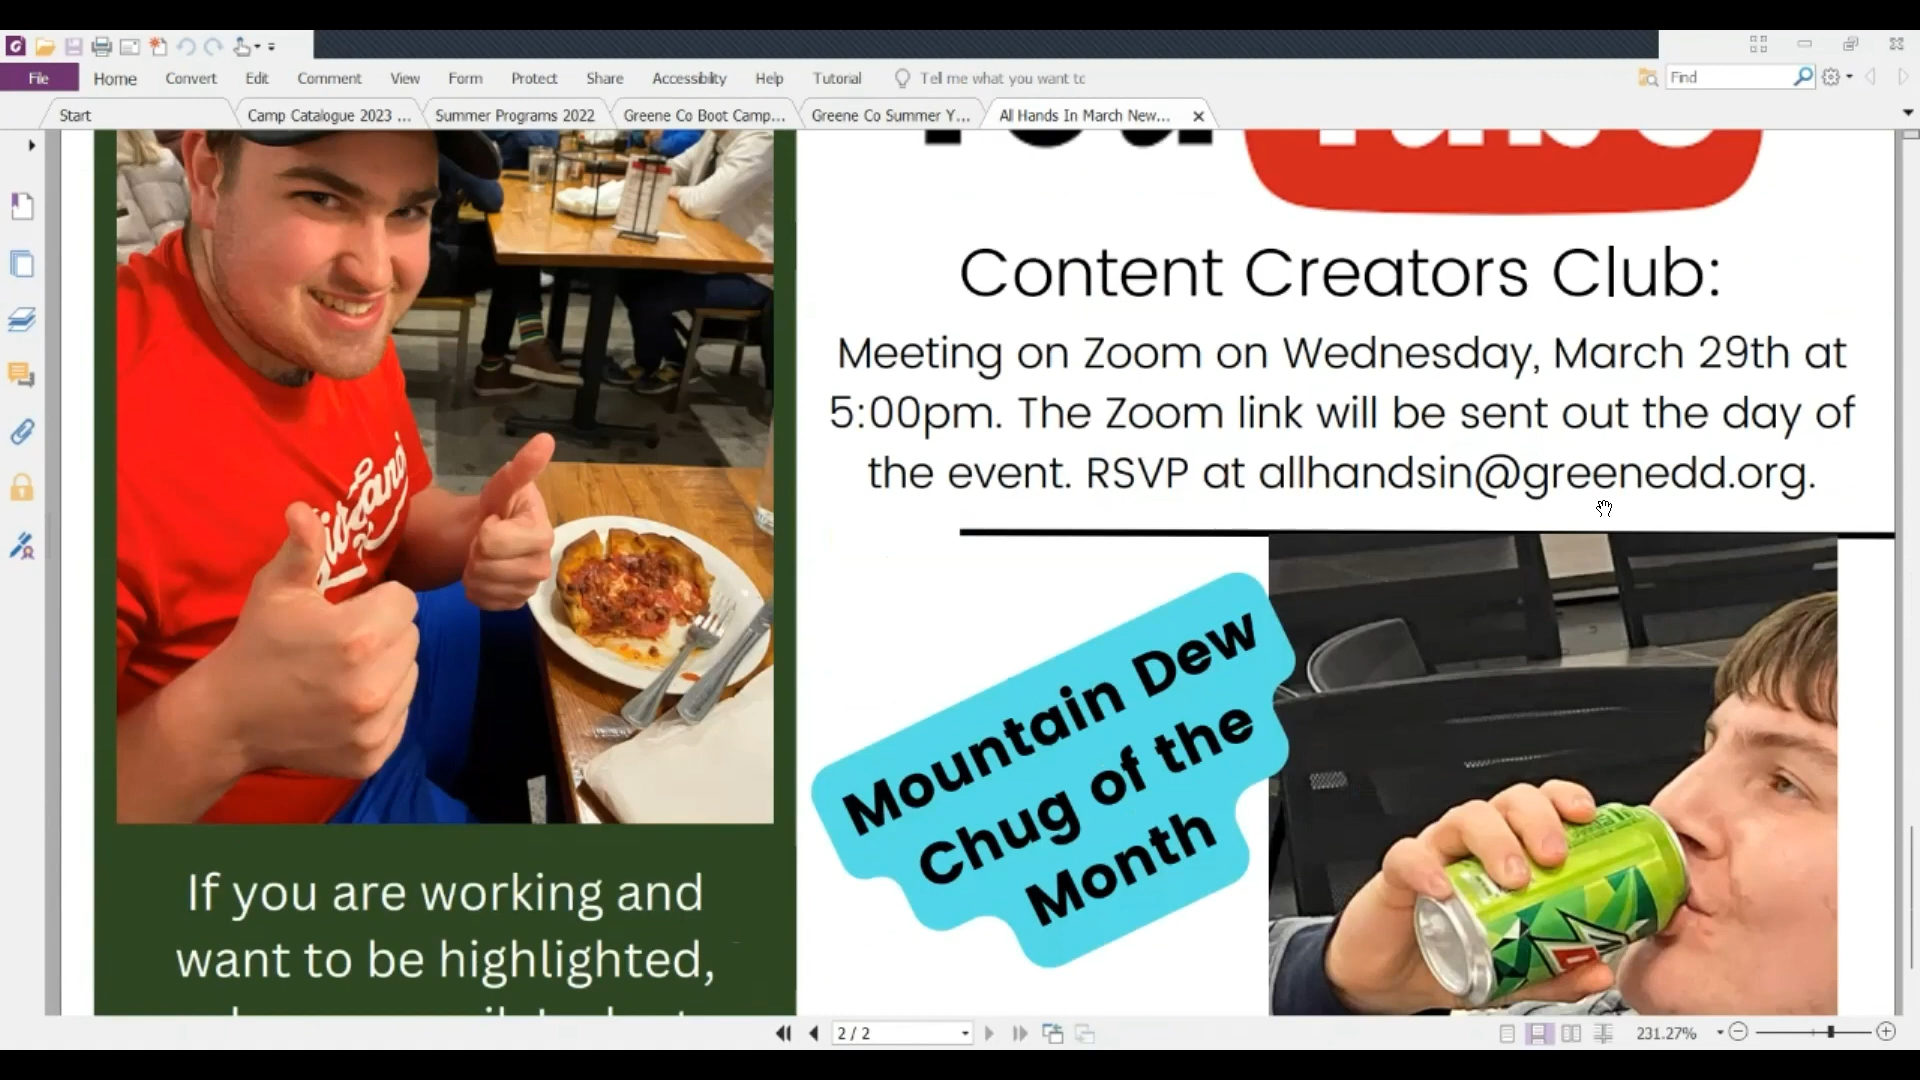 File
Home
Convert
Edit
Comment
View
Form
Protect
Share
Accessibility
Help
Tutorial
Tell me what you want tc
Find
Start
Camp Catalogue 2023 ...
Summer Programs 2022
Greene Co Boot Camp...
Greene Co Summer Y...
All Hands In March New...
You Tube
Content Creators Club:
Meeting on Zoom on Wednesday, March 29th at
5:00pm. The Zoom link will be sent out the day of
the event. RSVP at allhandsin@greenedd.org.
Mountain Dew
Chug of the
Month
If you are working and
want to be highlighted,
2 / 2
231.27%